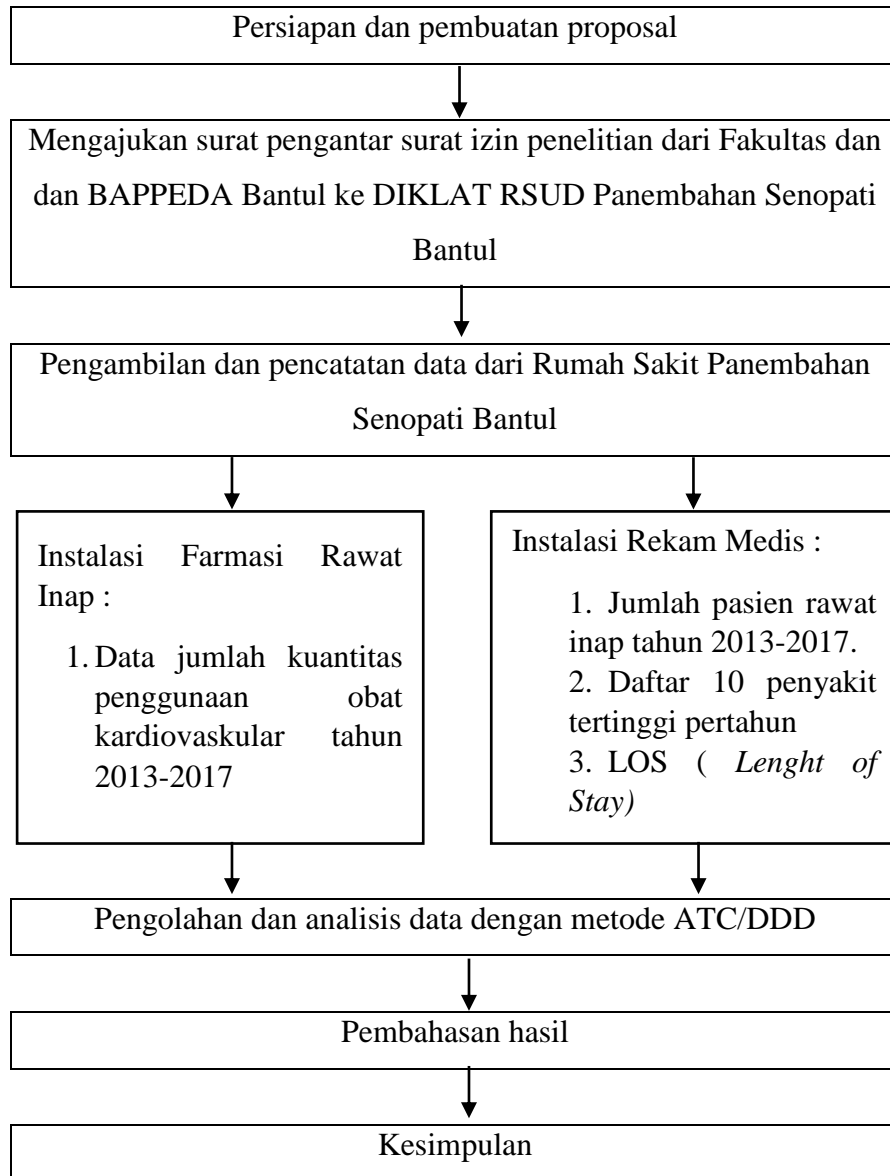 Persiapan dan pembuatan proposal
Mengajukan surat pengantar surat izin penelitian dari Fakultas dan
dan BAPPEDA Bantul ke DIKLAT RSUD Panembahan Senopati
Bantul
Pengambilan dan pencatatan data dari Rumah Sakit Panembahan
Senopati Bantul
Instalasi Farmasi Rawat
Inap :
1. Data jumlah kuantitas
penggunaan obat
kardiovaskular tahun
2013-2017
Instalasi Rekam Medis :
1. Jumlah pasien rawat
inap tahun 2013-2017.
2. Daftar 10 penyakit
tertinggi pertahun
3. LOS ( Lenght of
Stay)
Pengolahan dan analisis data dengan metode ATC/DDD
Pembahasan hasil
Kesimpulan